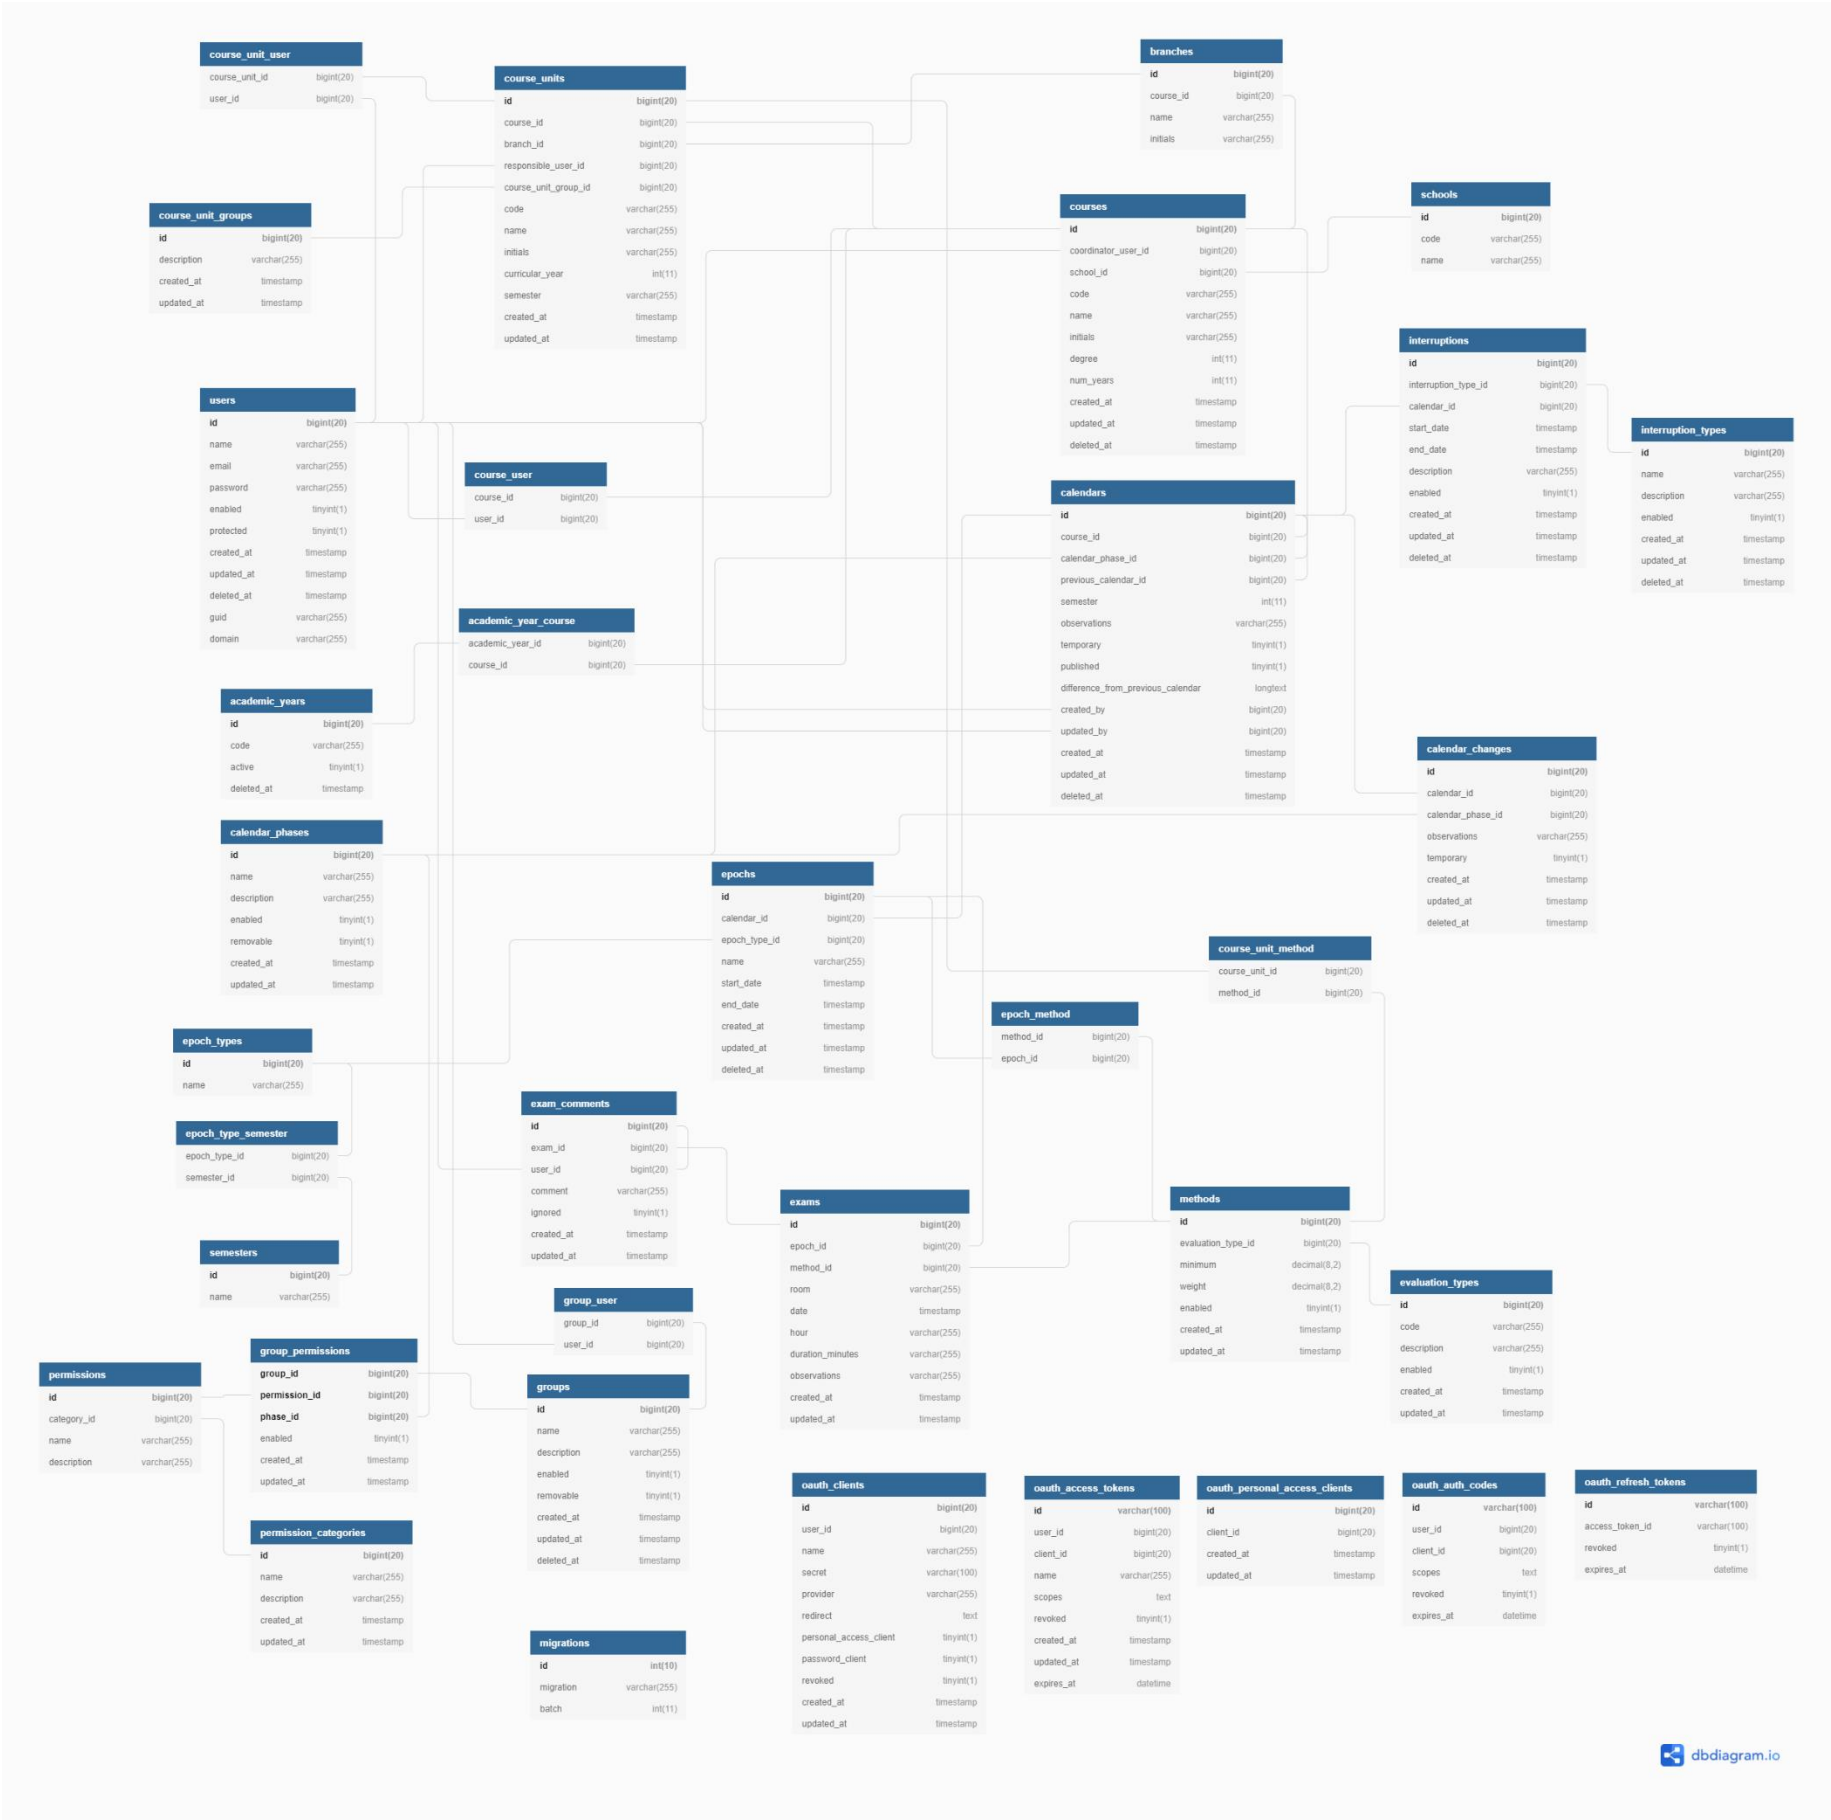 course_unit_user
course_unit_id bigint(20)
user_id bigint(20)
course_units
id bigint(20)
course_id bigint(20)
branch_id bigint(20)
responsible_user_id bigint(20)
course_unit_group_id bigint(20)
code varchar(255)
name varchar(255)
initials varchar(255)
curricular_year int(11)
semester varchar(255)
created_at timestamp
updated_at timestamp
branches
id bigint(20)
course_id bigint(20)
name varchar(255)
initials varchar(255)
course_unit_groups
id bigint(20)
description varchar(255)
created_at timestamp
updated_at timestamp
courses
id bigint(20)
coordinator_user_id bigint(20)
school_id bigint(20)
code varchar(255)
name varchar(255)
initials varchar(255)
degree int(11)
num_years int(11)
created_at timestamp
updated_at timestamp
deleted_at timestamp
schools
id bigint(20)
code varchar(255)
name varchar(255)
interruptions
id bigint(20)
interruption_type_id bigint(20)
calendar_id bigint(20)
start_date timestamp
end_date timestamp
description varchar(255)
enabled tinyint(1)
created_at timestamp
updated_at timestamp
deleted_at timestamp
interruption_types
id bigint(20)
name varchar(255)
description varchar(255)
enabled tinyint(1)
created_at timestamp
updated_at timestamp
deleted_at timestamp
users
id bigint(20)
name varchar(255)
email varchar(255)
password varchar(255)
enabled tinyint(1)
protected tinyint(1)
created_at timestamp
updated_at timestamp
deleted_at timestamp
guid varchar(255)
domain varchar(255)
course_user
course_id bigint(20)
user_id bigint(20)
calendars
id bigint(20)
course_id bigint(20)
calendar_phase_id bigint(20)
previous_calendar_id bigint(20)
semester int(11)
observations varchar(255)
temporary tinyint(1)
published tinyint(1)
difference_from_previous_calendar longtext
created_by bigint(20)
updated_by bigint(20)
created_at timestamp
updated_at timestamp
deleted_at timestamp
academic_year_course
academic_year_id bigint(20)
course_id bigint(20)
academic_years
id bigint(20)
code varchar(255)
active tinyint(1)
deleted_at timestamp
calendar_changes
id bigint(20)
calendar_id bigint(20)
calendar_phase_id bigint(20)
observations varchar(255)
temporary tinyint(1)
created_at timestamp
updated_at timestamp
deleted_at timestamp
calendar_phases
id bigint(20)
name varchar(255)
description varchar(255)
enabled tinyint(1)
removable tinyint(1)
created_at timestamp
updated_at timestamp
epochs
id bigint(20)
calendar_id bigint(20)
epoch_type_id bigint(20)
name varchar(255)
start_date timestamp
end_date timestamp
created_at timestamp
updated_at timestamp
deleted_at timestamp
course_unit_method
course_unit_id bigint(20)
method_id bigint(20)
epoch_method
method_id bigint(20)
epoch_id bigint(20)
epoch_types
id bigint(20)
name varchar(255)
exam_comments
id bigint(20)
exam_id bigint(20)
user_id bigint(20)
comment varchar(255)
ignored tinyint(1)
created_at timestamp
updated_at timestamp
epoch_type_semester
epoch_type_id bigint(20)
semester_id bigint(20)
exams
id bigint(20)
epoch_id bigint(20)
method_id bigint(20)
room varchar(255)
date timestamp
hour varchar(255)
duration_minutes varchar(255)
observations varchar(255)
created_at timestamp
updated_at timestamp
methods
id bigint(20)
evaluation_type_id bigint(20)
minimum decimal(8,2)
weight decimal(8,2)
enabled tinyint(1)
created_at timestamp
updated_at timestamp
semesters
id bigint(20)
name varchar(255)
evaluation_types
id bigint(20)
code varchar(255)
description varchar(255)
enabled tinyint(1)
created_at timestamp
updated_at timestamp
group_user
group_id bigint(20)
user_id bigint(20)
group_permissions
group_id bigint(20)
permission_id bigint(20)
phase_id bigint(20)
enabled tinyint(1)
created_at timestamp
updated_at timestamp
permissions
id bigint(20)
category_id bigint(20)
name varchar(255)
description varchar(255)
groups
id bigint(20)
name varchar(255)
description varchar(255)
enabled tinyint(1)
removable tinyint(1)
created_at timestamp
updated_at timestamp
deleted_at timestamp
permission_categories
id bigint(20)
name varchar(255)
description varchar(255)
created_at timestamp
updated_at timestamp
oauth_clients
id bigint(20)
user_id bigint(20)
name varchar(255)
secret varchar(100)
provider varchar(255)
redirect text
personal_access_client tinyint(1)
password_client tinyint(1)
revoked tinyint(1)
created_at timestamp
updated_at timestamp
oauth_access_tokens
id varchar(100)
user_id bigint(20)
client_id bigint(20)
name varchar(255)
scopes text
revoked tinyint(1)
created_at timestamp
updated_at timestamp
expires_at datetime
oauth_personal_access_clients
id bigint(20)
client_id bigint(20)
created_at timestamp
updated_at timestamp
oauth_auth_codes
id varchar(100)
user_id bigint(20)
client_id bigint(20)
scopes text
revoked tinyint(1)
expires_at datetime
oauth_refresh_tokens
id varchar(100)
access_token_id varchar(100)
revoked tinyint(1)
expires_at datetime
migrations
id int(10)
migration varchar(255)
batch int(11)
dbdiagram.io